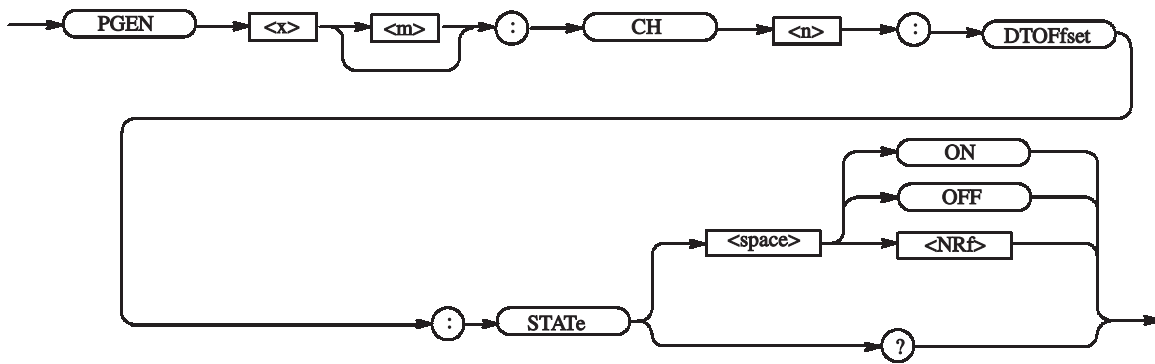 PGEN <x> <m> : CH <n> : DTOFfset
ON
OFF
<space> <NRf>
: STATe
?